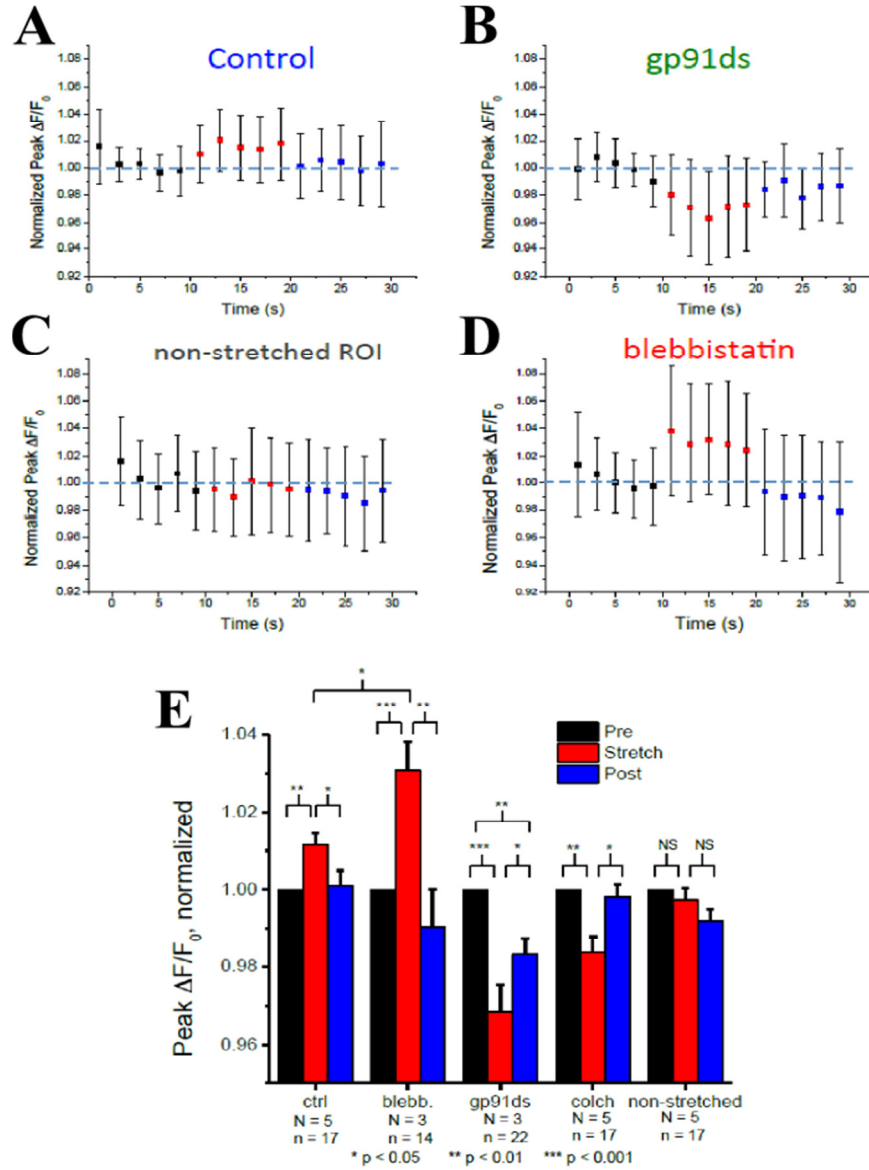 A
Control
Normalized Peak ΔF/F0
1.08
1.06
1.04
1.02
1.00
0.98
0.96
0.94
0.92
0 5 10 15 20 25 30
Time (s)
B
gp91ds
Normalized Peak ΔF/F0
1.08
1.06
1.04
1.02
1.00
0.98
0.96
0.94
0.92
0 5 10 15 20 25 30
Time (s)
C
non-stretched ROI
Normalized Peak ΔF/F0
1.08
1.06
1.04
1.02
1.00
0.98
0.96
0.94
0.92
0 5 10 15 20 25 30
Time (s)
D
blebbistatin
Normalized Peak ΔF/F0
1.08
1.06
1.04
1.02
1.00
0.98
0.96
0.94
0.92
0 5 10 15 20 25 30
Time (s)
E
Peak ΔF/F0, normalized
1.04
1.02
1.00
0.98
0.96
Pre
Stretch
Post
*
*** **
** *
**
*** *
** *
NS NS
ctrl blebb. gp91ds colch non-stretched
N = 5 N = 3 N = 3 N = 5 N = 5
n = 17 n = 14 n = 22 n = 17 n = 17
* p < 0.05 ** p < 0.01 *** p < 0.001